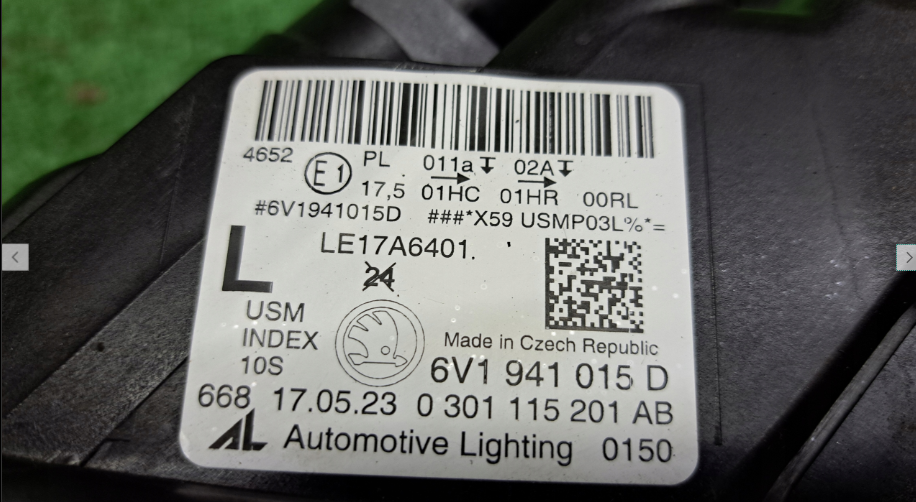 4652 E1 PL 011a 02A
17,5 01HC 01HR 00RL
#6V1941015D ###*X59 USMP03L%*=
L LE17A6401.
24
USM
INDEX
10S
Made in Czech Republic
6V1 941 015 D
668 17.05.23 0 301 115 201 AB
AL Automotive Lighting 0150